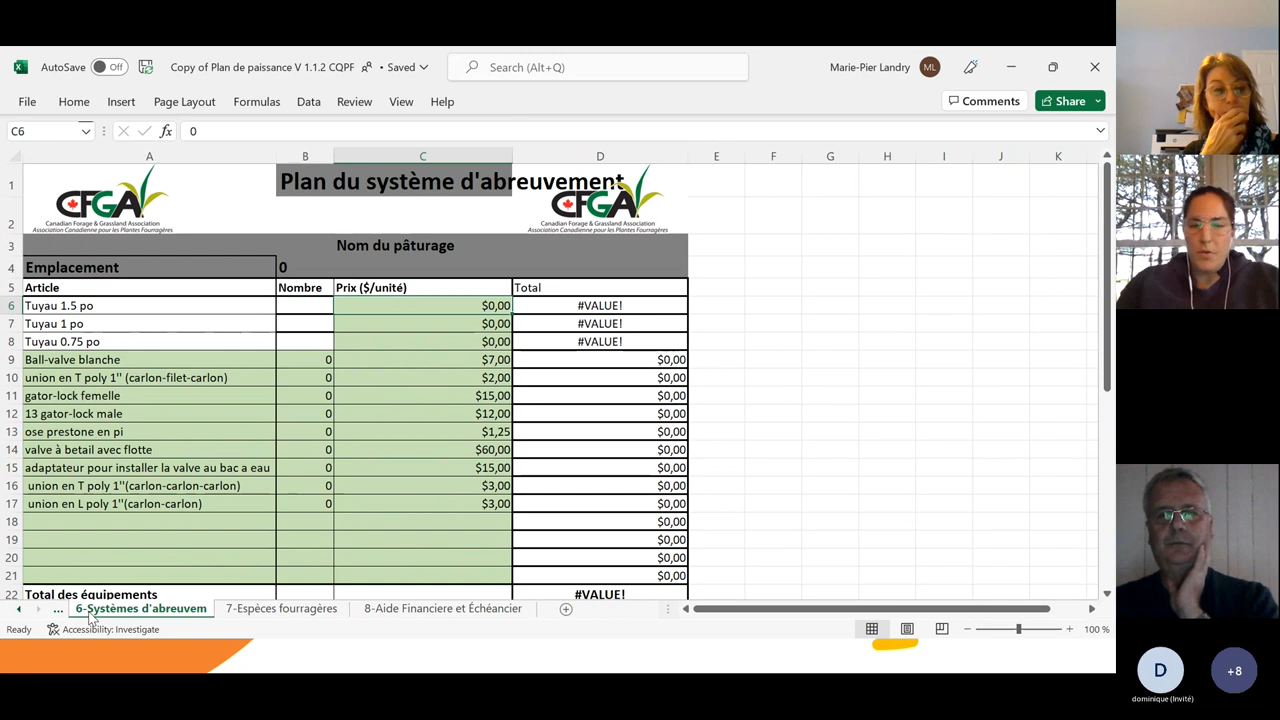 AutoSave Off Copy of Plan de paissance V 1.1.2 CQPF • Saved Search (Alt+Q) Marie-Pier Landry ML
File Home Insert Page Layout Formulas Data Review View Help Comments Share
C6 fx 0
A B C D E F G H I J K
1 Plan du système d'abreuvement
CFGA CFGA
Canadian Forage & Grassland Association Canadian Forage & Grassland Association
2 Association Canadienne pour les Plantes Fourragères Association Canadienne pour les Plantes Fourragères
3 Nom du pâturage
4 Emplacement 0
5 Article Nombre Prix ($/unité) Total
6 Tuyau 1.5 po $0,00 #VALUE!
7 Tuyau 1 po $0,00 #VALUE!
8 Tuyau 0.75 po $0,00 #VALUE!
9 Ball-valve blanche 0 $7,00 $0,00
10 union en T poly 1'' (carlon-filet-carlon) 0 $2,00 $0,00
11 gator-lock femelle 0 $15,00 $0,00
12 13 gator-lock male 0 $12,00 $0,00
13 ose prestone en pi 0 $1,25 $0,00
14 valve à betail avec flotte 0 $60,00 $0,00
15 adaptateur pour installer la valve au bac a eau 0 $15,00 $0,00
16 union en T poly 1''(carlon-carlon-carlon) 0 $3,00 $0,00
17 union en L poly 1''(carlon-carlon) 0 $3,00 $0,00
18 $0,00
19 $0,00
20 $0,00
21 $0,00
22 Total des équipements #VALUE!
... 6-Systèmes d'abreuvem 7-Espèces fourragères 8-Aide Financiere et Échéancier
Ready Accessibility: Investigate 100 %
D +8
dominique (Invité)